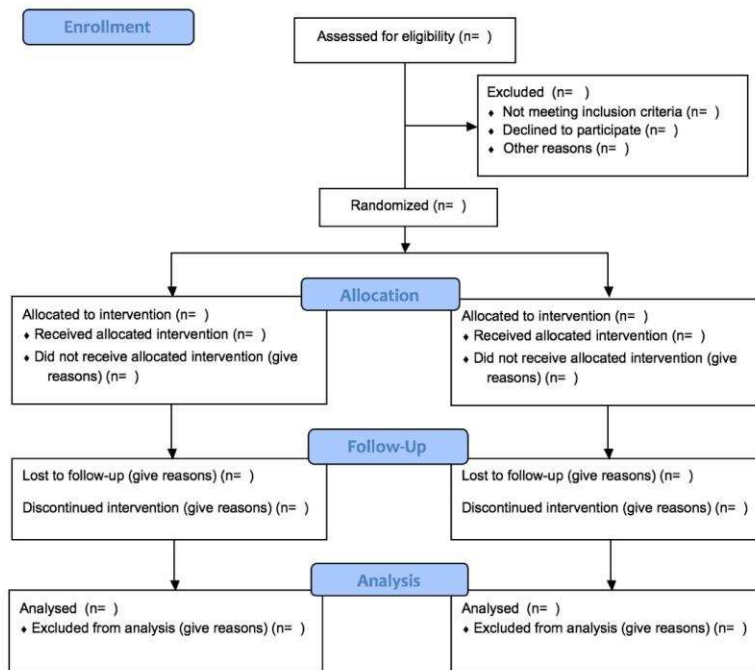 Enrollment
Assessed for eligibility (n= )
Excluded (n= )
♦ Not meeting inclusion criteria (n= )
♦ Declined to participate (n= )
♦ Other reasons (n= )
Randomized (n= )
Allocation
Allocated to intervention (n= )
♦ Received allocated intervention (n= )
♦ Did not receive allocated intervention (give
reasons) (n= )
Allocated to intervention (n= )
♦ Received allocated intervention (n= )
♦ Did not receive allocated intervention (give
reasons) (n= )
Follow-Up
Lost to follow-up (give reasons) (n= )
Discontinued intervention (give reasons) (n= )
Lost to follow-up (give reasons) (n= )
Discontinued intervention (give reasons) (n= )
Analysis
Analysed (n= )
♦ Excluded from analysis (give reasons) (n= )
Analysed (n= )
♦ Excluded from analysis (give reasons) (n= )